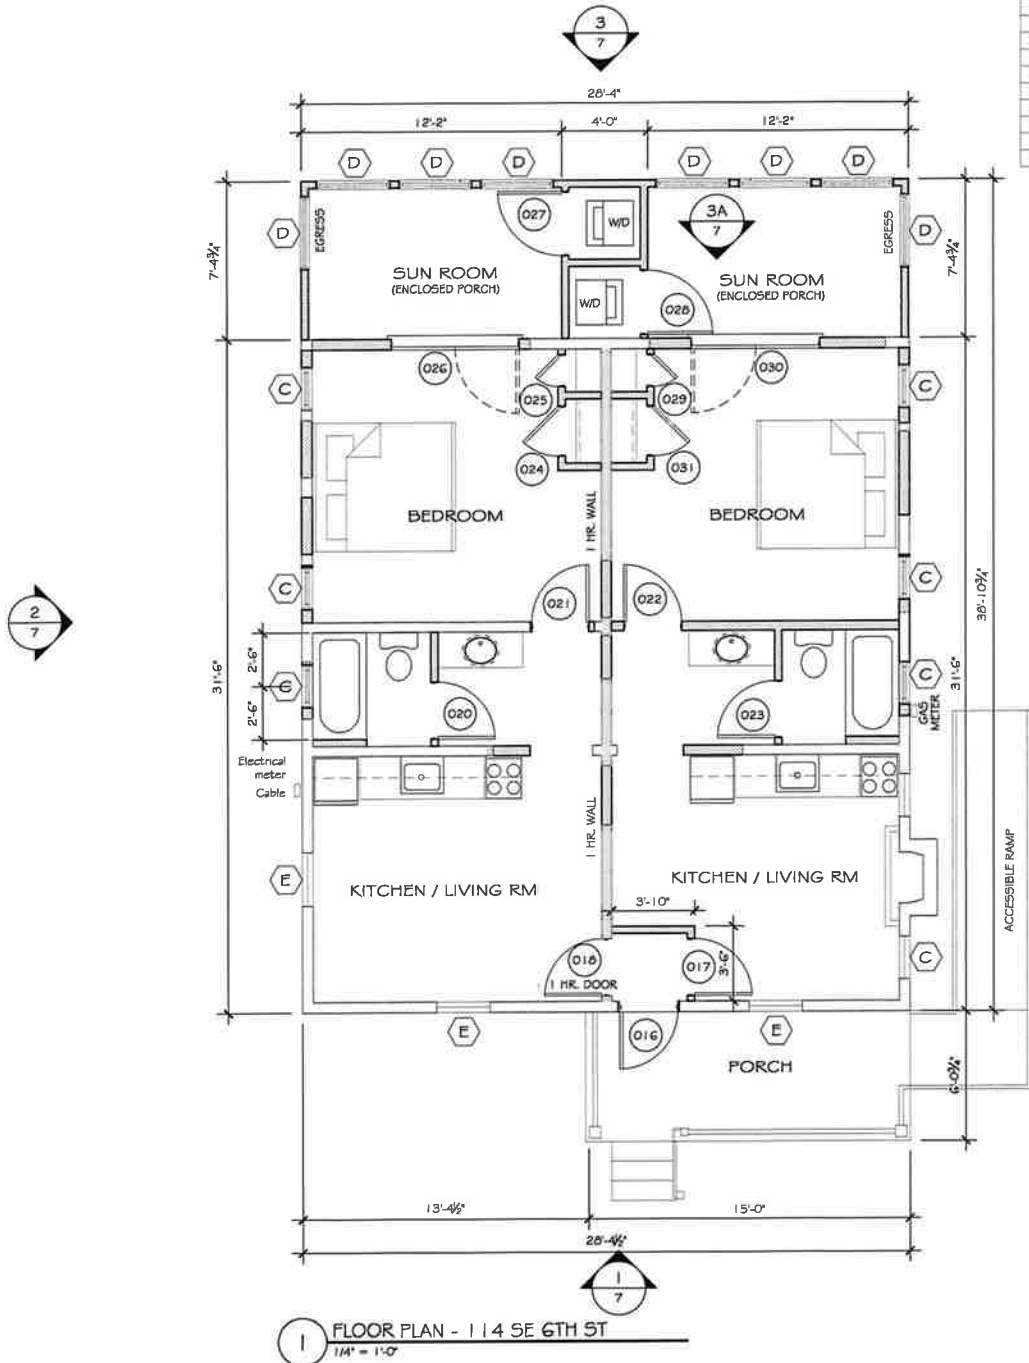 3
7
28'-4"
12'-2" 4'-0" 12'-2"
D D D D D D
027 W/D 3A
7
D EGRESS EGRESS D
7'-4¾" 7'-4¾"
SUN ROOM
(ENCLOSED PORCH)
SUN ROOM
(ENCLOSED PORCH)
W/D 028
026 025 029 030
C C
024 031
BEDROOM BEDROOM
1 HR. WALL
C C
021 022
2
7
38'-10¾"
2'-6"
31'-6" C C 31'-6"
2'-6"
020 023
GAS
METER
Electrical
meter
Cable
1 HR. WALL
ACCESSIBLE RAMP
E
KITCHEN / LIVING RM KITCHEN / LIVING RM
3'-10"
018 017 3'-6" C
1 HR. DOOR
E 016 E
PORCH
6'-0¾"
13'-4½" 15'-0"
28'-4½"
1
7
1 FLOOR PLAN - 114 SE 6TH ST
1/4" = 1'-0"